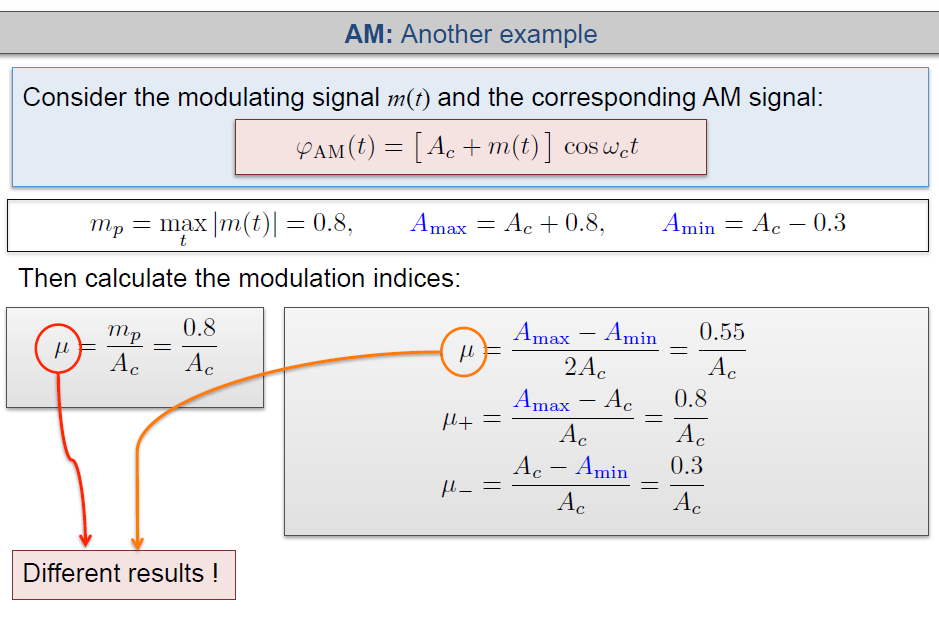 AM: Another example
Consider the modulating signal m(t) and the corresponding AM signal:
φ_AM(t) = [ A_c + m(t) ] cos ω_c t
m_p = max_t |m(t)| = 0.8, A_max = A_c + 0.8, A_min = A_c − 0.3
Then calculate the modulation indices:
μ = m_p / A_c = 0.8 / A_c
μ = (A_max − A_min) / 2A_c = 0.55 / A_c
μ_+ = (A_max − A_c) / A_c = 0.8 / A_c
μ_− = (A_c − A_min) / A_c = 0.3 / A_c
Different results !